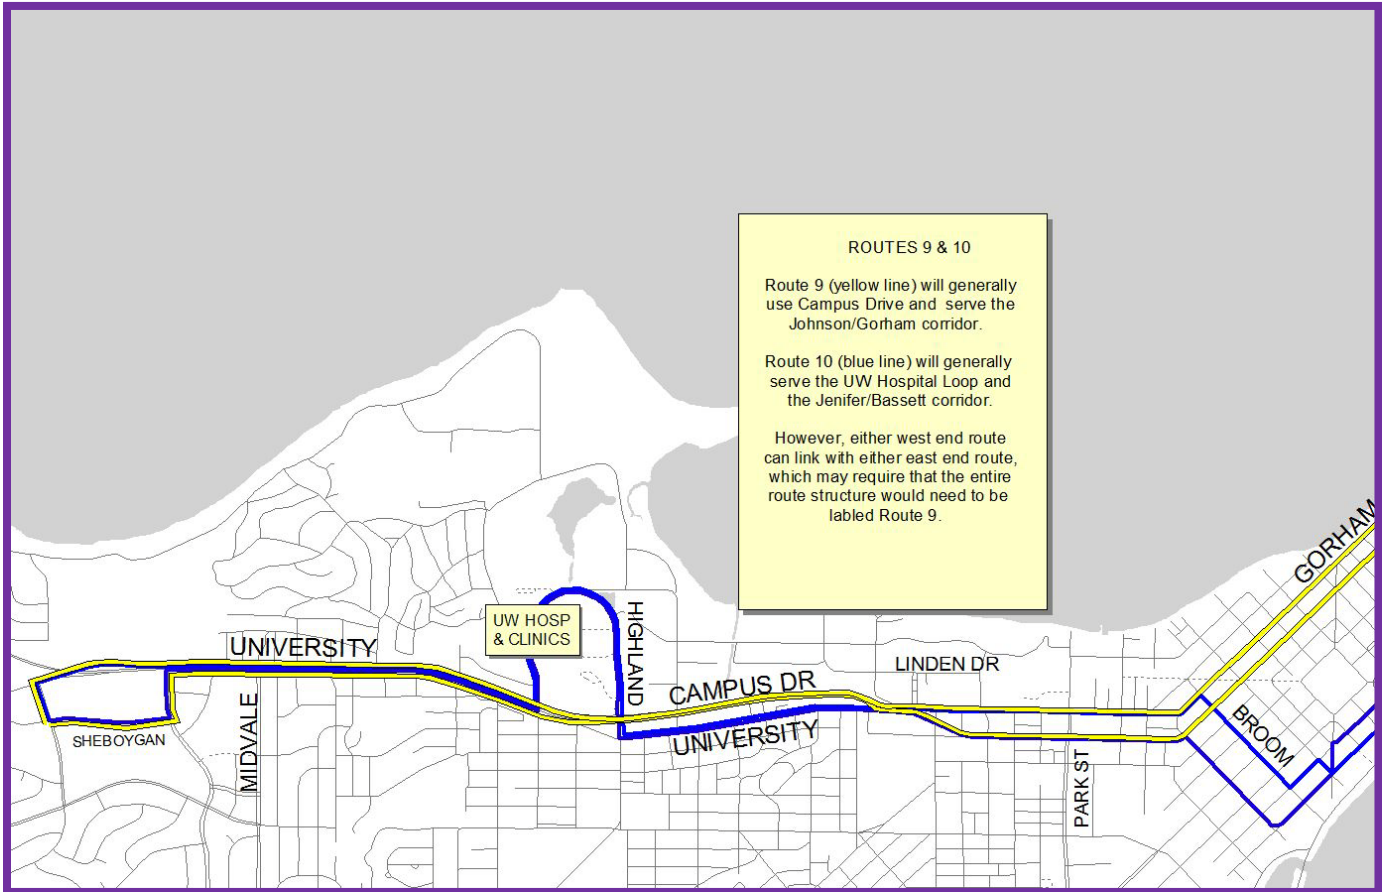 ROUTES 9 & 10
Route 9 (yellow line) will generally
use Campus Drive and serve the
Johnson/Gorham corridor.
Route 10 (blue line) will generally
serve the UW Hospital Loop and
the Jenifer/Bassett corridor.
However, either west end route
can link with either east end route,
which may require that the entire
route structure would need to be
labled Route 9.
GORHAM
UW HOSP
& CLINICS
HIGHLAND
UNIVERSITY
LINDEN DR
CAMPUS DR
UNIVERSITY
BROOM
SHEBOYGAN
MIDVALE
PARK ST